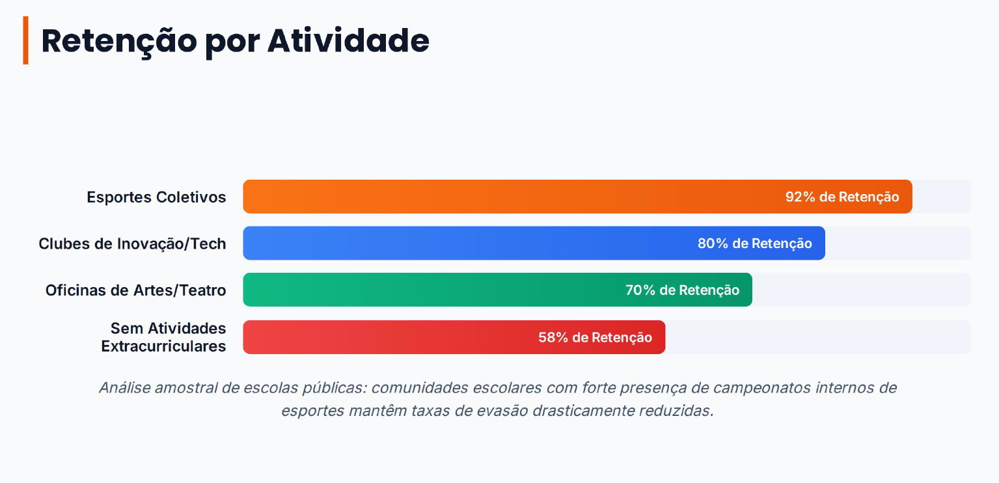 Retenção por Atividade
Esportes Coletivos
92% de Retenção
Clubes de Inovação/Tech
80% de Retenção
Oficinas de Artes/Teatro
70% de Retenção
Sem Atividades
Extracurriculares
58% de Retenção
Análise amostral de escolas públicas: comunidades escolares com forte presença de campeonatos internos de
esportes mantêm taxas de evasão drasticamente reduzidas.